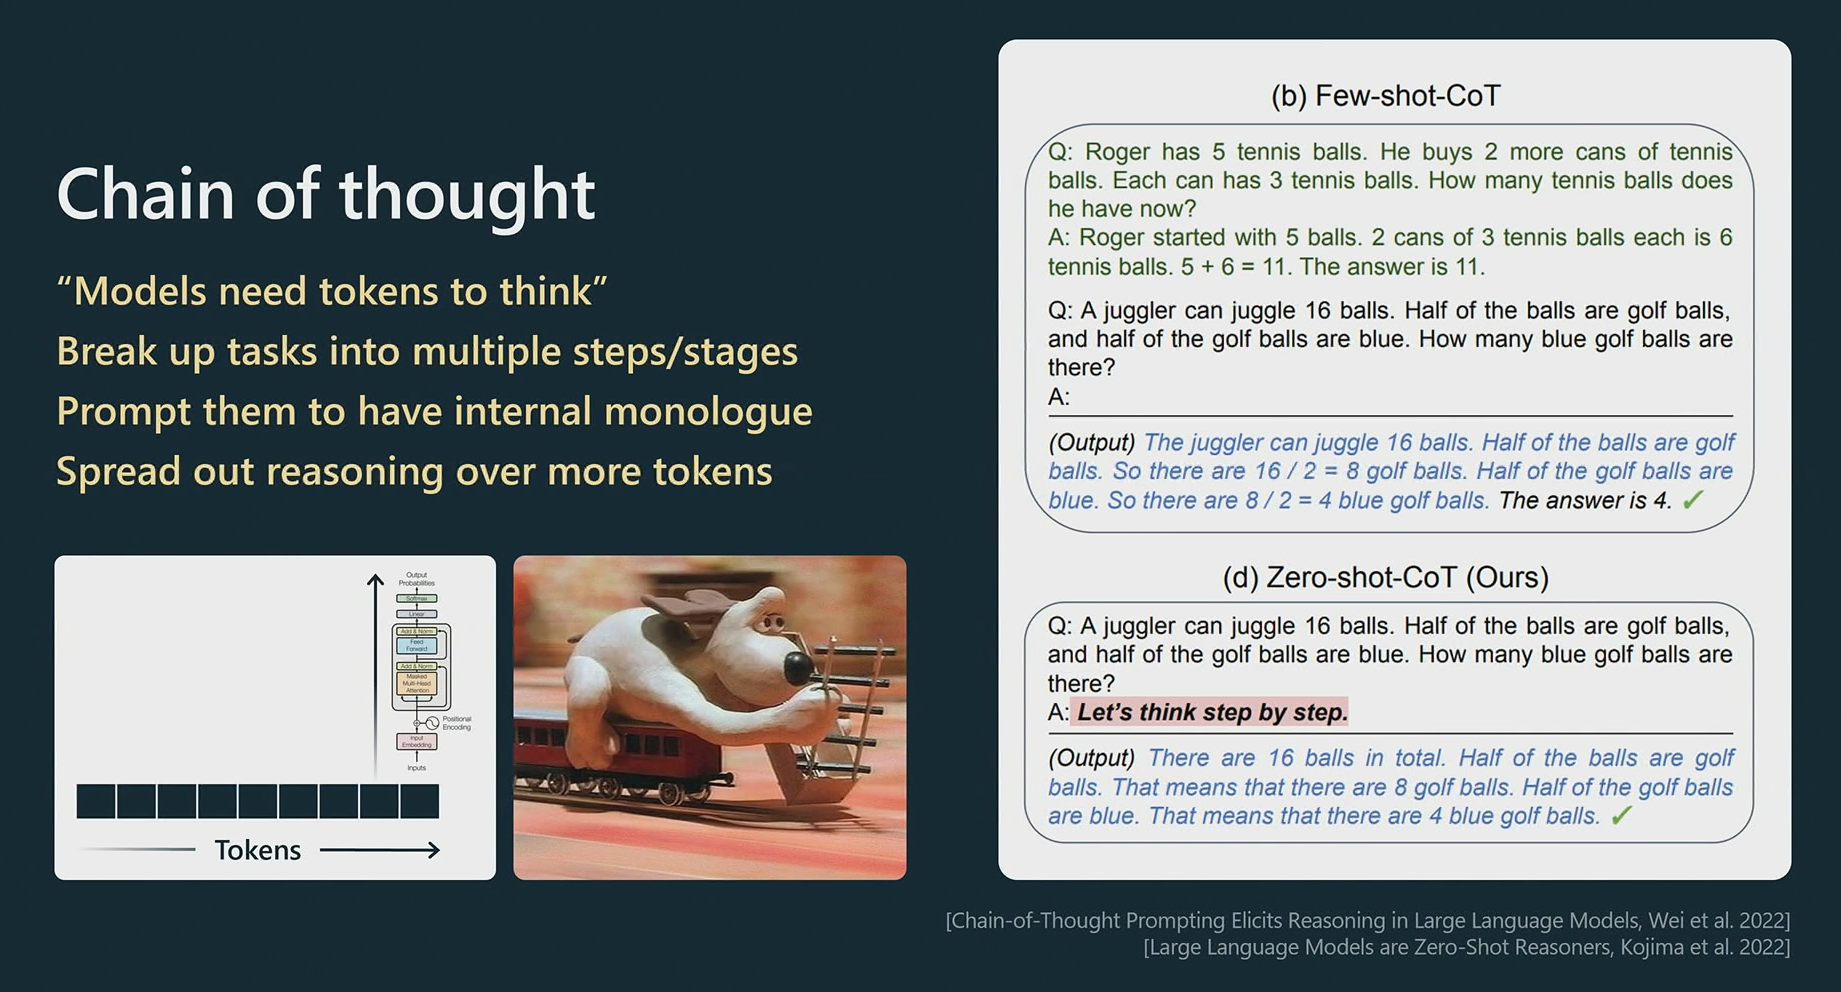 Chain of thought
“Models need tokens to think”
Break up tasks into multiple steps/stages
Prompt them to have internal monologue
Spread out reasoning over more tokens
Output
Probabilities
Softmax
Linear
Add & Norm
Feed
Forward
Add & Norm
Masked
Multi-Head
Attention
Positional
Encoding
Input
Embedding
Inputs
Tokens
(b) Few-shot-CoT
Q: Roger has 5 tennis balls. He buys 2 more cans of tennis
balls. Each can has 3 tennis balls. How many tennis balls does
he have now?
A: Roger started with 5 balls. 2 cans of 3 tennis balls each is 6
tennis balls. 5 + 6 = 11. The answer is 11.
Q: A juggler can juggle 16 balls. Half of the balls are golf balls,
and half of the golf balls are blue. How many blue golf balls are
there?
A:
(Output) The juggler can juggle 16 balls. Half of the balls are golf
balls. So there are 16 / 2 = 8 golf balls. Half of the golf balls are
blue. So there are 8 / 2 = 4 blue golf balls. The answer is 4. ✓
(d) Zero-shot-CoT (Ours)
Q: A juggler can juggle 16 balls. Half of the balls are golf balls,
and half of the golf balls are blue. How many blue golf balls are
there?
A: Let’s think step by step.
(Output) There are 16 balls in total. Half of the balls are golf
balls. That means that there are 8 golf balls. Half of the golf balls
are blue. That means that there are 4 blue golf balls. ✓
[Chain-of-Thought Prompting Elicits Reasoning in Large Language Models, Wei et al. 2022]
[Large Language Models are Zero-Shot Reasoners, Kojima et al. 2022]